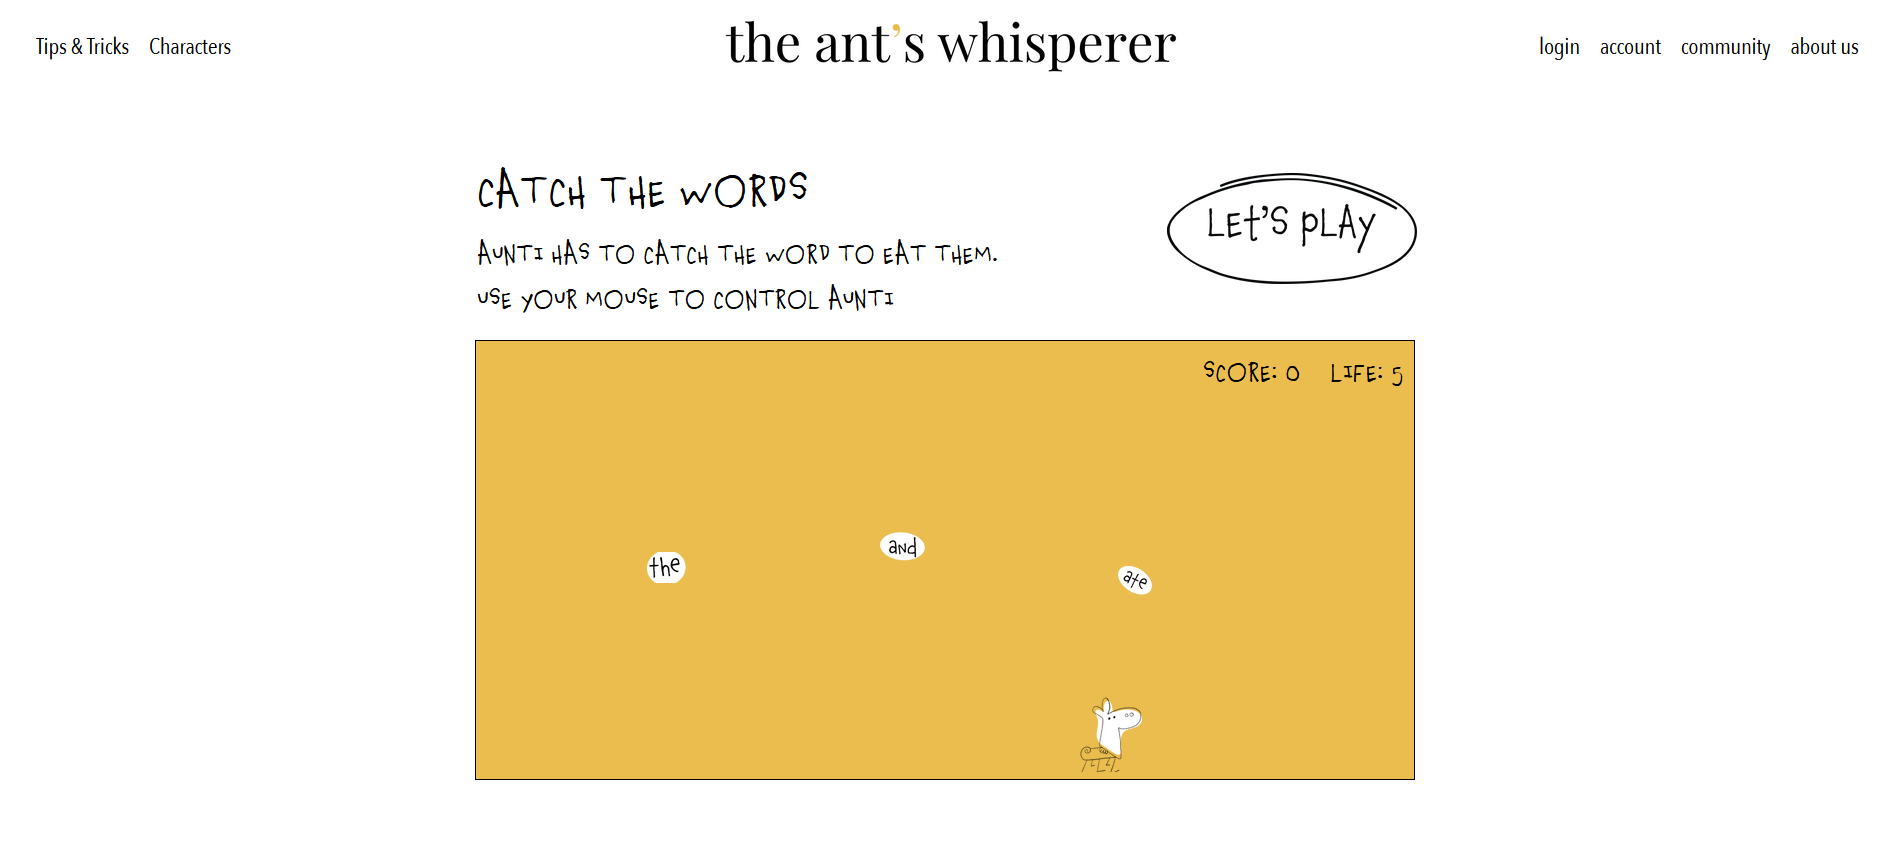 Tips & Tricks Characters the ant's whisperer login account community about us
CATCH THE WORDS
LEt'S pLAy
AUNTI HAS TO CATCH THE WORD TO EAT THEM.
USE YOUR MOUSE TO CONTROL AUNTI
SCORE: 0 LIFE: 5
and
the
ate